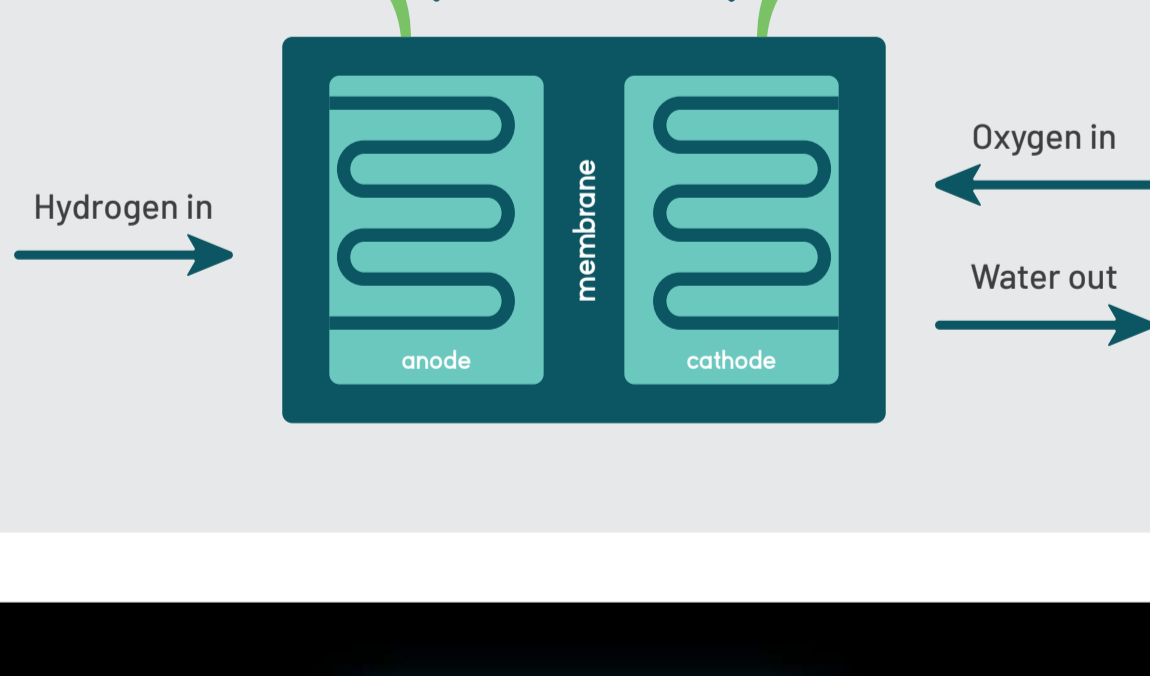 Hydrogen in
membrane
anode
cathode
Oxygen in
Water out